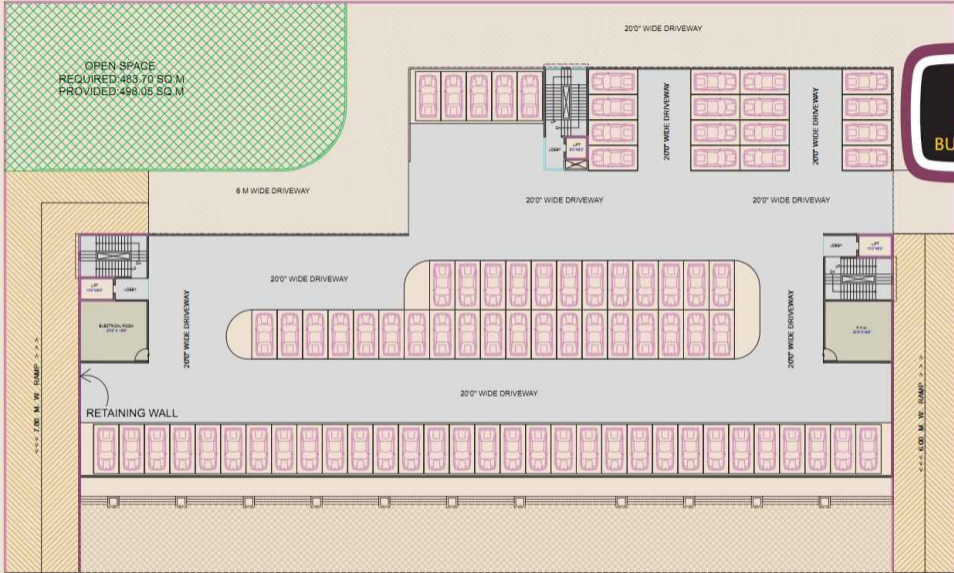 20'0" WIDE DRIVEWAY
OPEN SPACE
REQUIRED:483.70 SQ.M
PROVIDED:498.05 SQ.M
20'0" WIDE DRIVEWAY
20'0" WIDE DRIVEWAY
BU
LOBBY
LIFT
6 M WIDE DRIVEWAY
20'0" WIDE DRIVEWAY
20'0" WIDE DRIVEWAY
LOBBY
LIFT
20'0" WIDE DRIVEWAY
LIFT
LOBBY
ELECTRICAL ROOM
20'0" WIDE DRIVEWAY
20'0" WIDE DRIVEWAY
20'0" WIDE DRIVEWAY
RETAINING WALL
7.60 M. W RAMP
6.00 M. W RAMP